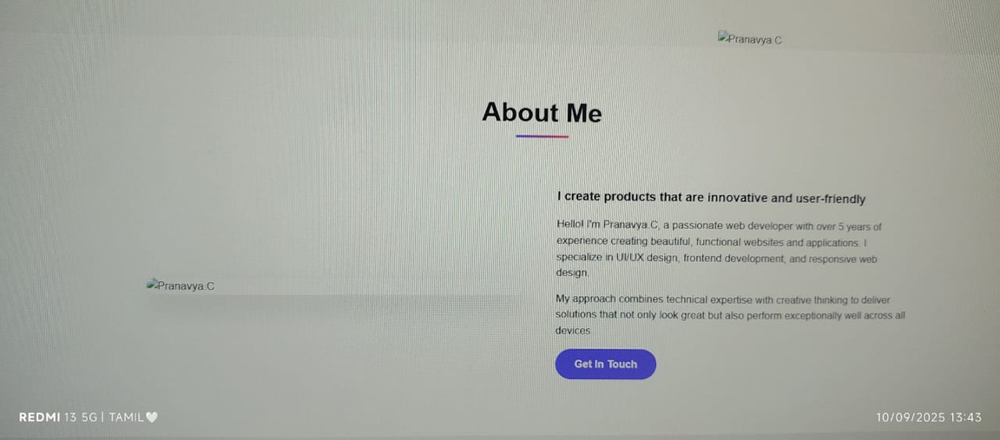 Pranavya.C
About Me
I create products that are innovative and user-friendly
Hello! I'm Pranavya.C, a passionate web developer with over 5 years of
experience creating beautiful, functional websites and applications. I
specialize in UI/UX design, frontend development, and responsive web
design.
Pranavya.C
My approach combines technical expertise with creative thinking to deliver
solutions that not only look great but also perform exceptionally well across all
devices.
Get In Touch
REDMI 13 5G | TAMIL🤍
10/09/2025 13:43